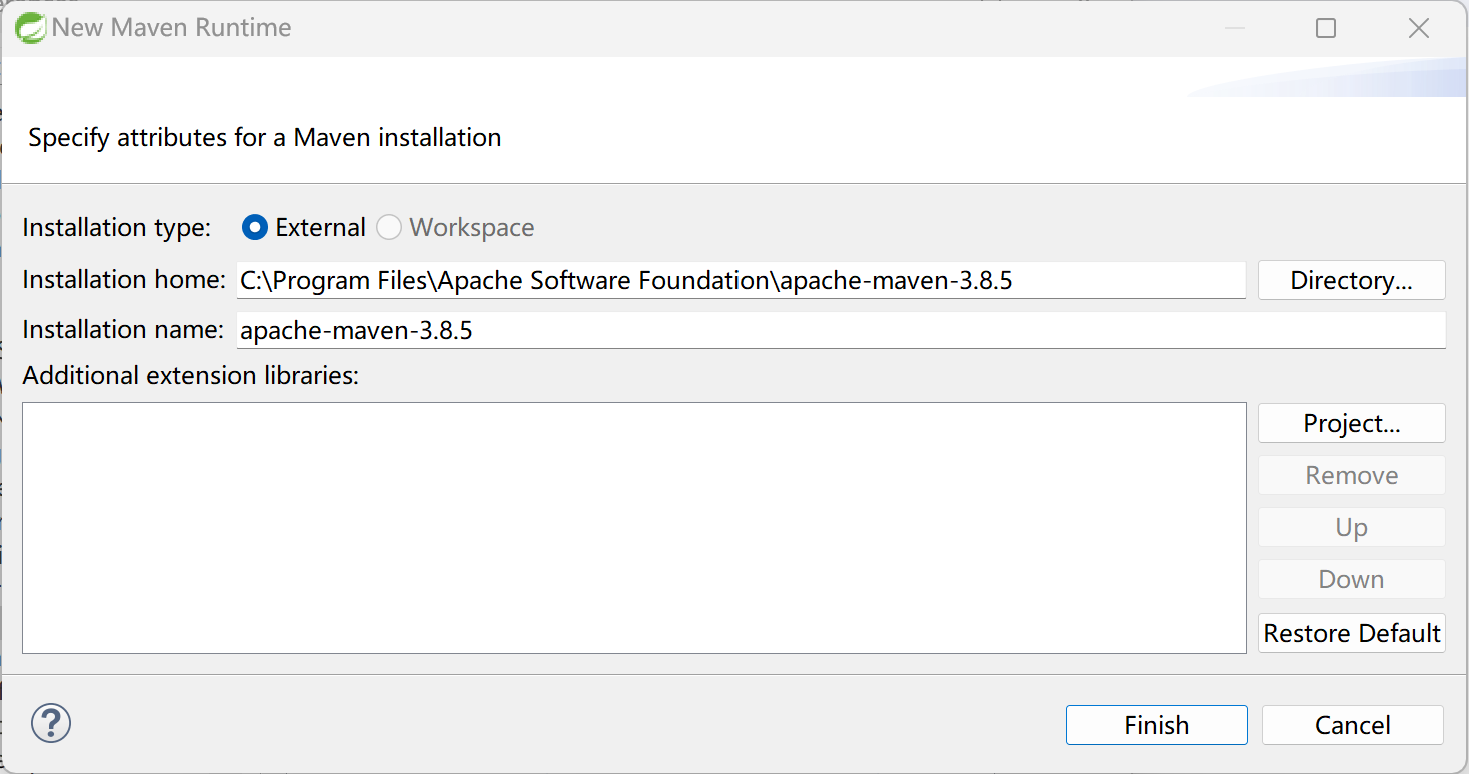 New Maven Runtime
Specify attributes for a Maven installation
Installation type: External Workspace
Installation home: C:\Program Files\Apache Software Foundation\apache-maven-3.8.5 Directory...
Installation name: apache-maven-3.8.5
Additional extension libraries:
Project...
Remove
Up
Down
Restore Default
? Finish Cancel